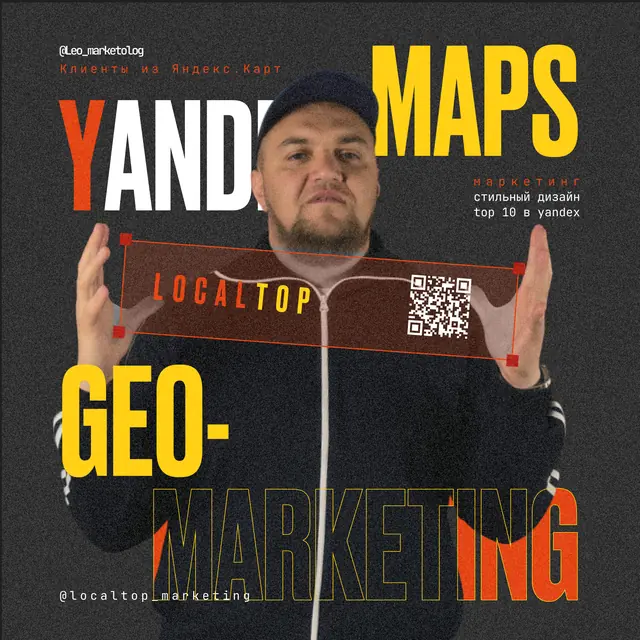 @Leo_marketolog
Клиенты из Яндекс.Карт
MAPS
YAND
маркетинг
стильный дизайн
top 10 в yandex
LOCALTOP
GEO-
MARKETING
@localtop_marketing